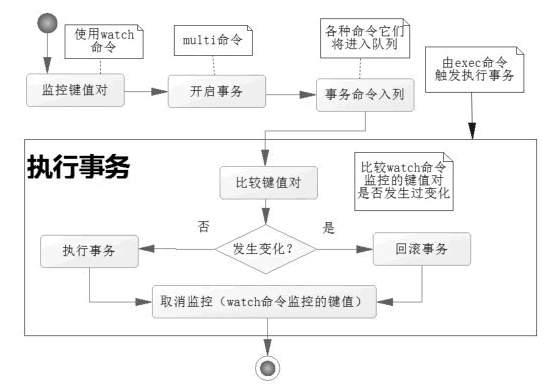 使用watch
命令
multi命令
各种命令它们
将进入队列
由exec命令
触发执行事务
监控键值对
开启事务
事务命令入列
执行事务
比较键值对
比较watch命令
监控的键值对
是否发生过变化
否
发生变化？
是
执行事务
回滚事务
取消监控（watch命令监控的键值）